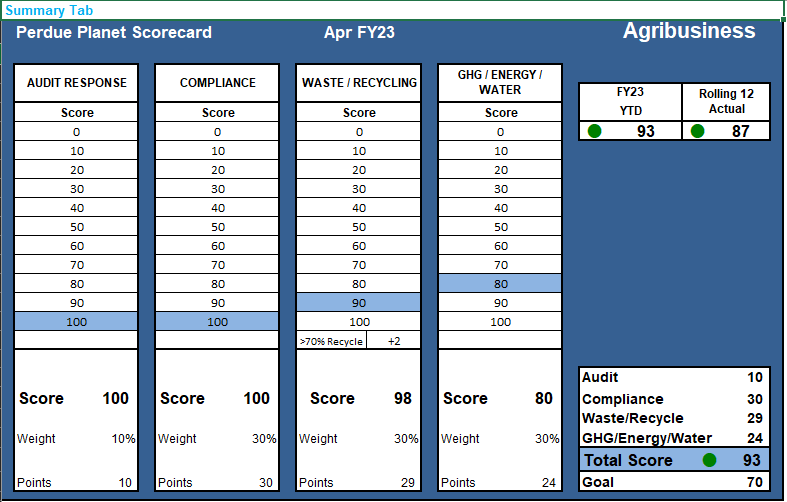 Summary Tab
Perdue Planet Scorecard Apr FY23 Agribusiness
AUDIT RESPONSE COMPLIANCE WASTE / RECYCLING GHG / ENERGY /
WATER
FY23
YTD
Rolling 12
Actual
93 87
Score Score Score Score
0 0 0 0
10 10 10 10
20 20 20 20
30 30 30 30
40 40 40 40
50 50 50 50
60 60 60 60
70 70 70 70
80 80 80 80
90 90 90 90
100 100 100 100
>70% Recycle +2
Score 100 Score 100 Score 98 Score 80
Weight 10% Weight 30% Weight 30% Weight 30%
Points 10 Points 30 Points 29 Points 24
Audit 10
Compliance 30
Waste/Recycle 29
GHG/Energy/Water 24
Total Score 93
Goal 70